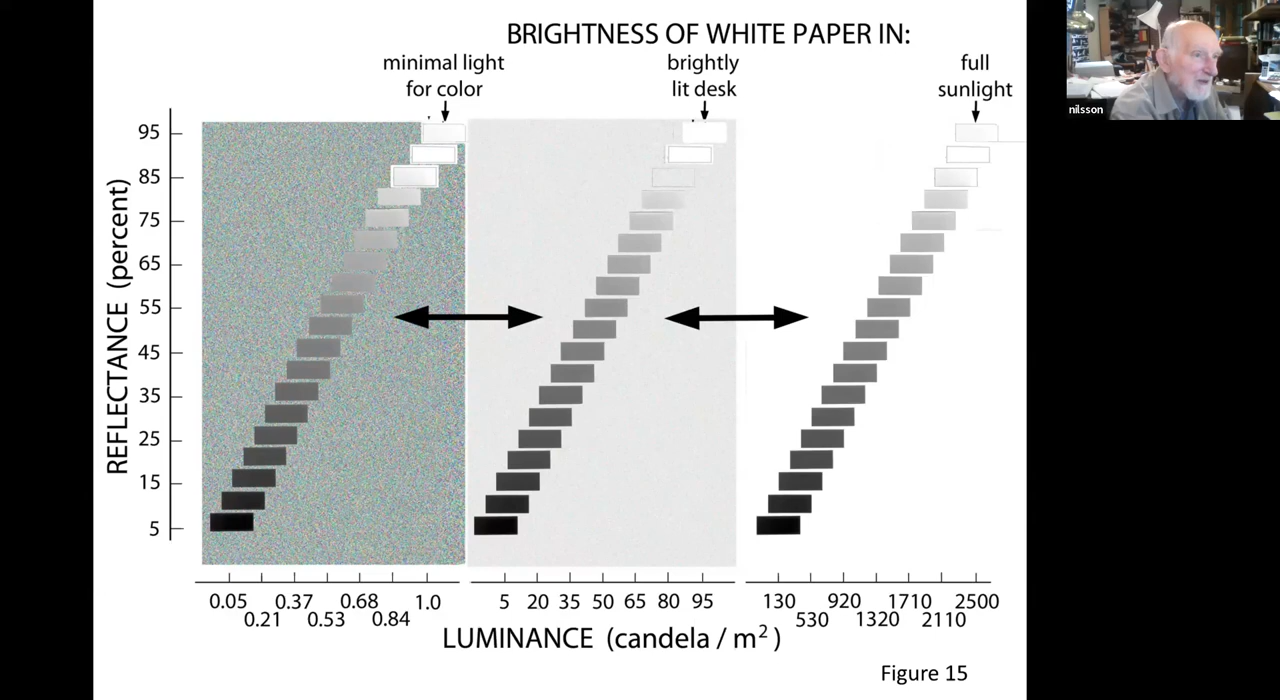 BRIGHTNESS OF WHITE PAPER IN:
minimal light
for color
brightly
lit desk
full
sunlight
nilsson
REFLECTANCE (percent)
95
85
75
65
55
45
35
25
15
5
0.05 0.37 0.68 1.0
0.21 0.53 0.84
5 20 35 50 65 80 95
130 920 1710 2500
530 1320 2110
LUMINANCE (candela / m²)
Figure 15